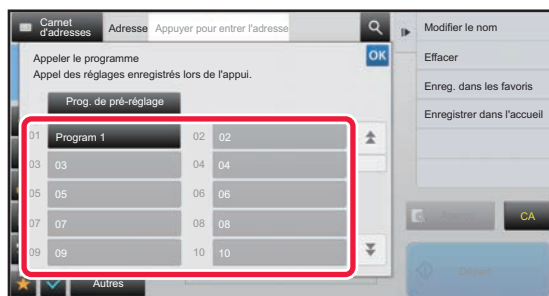 Carnet d'adresses
Adresse
Appuyer pour entrer l'adresse
Modifier le nom
Appeler le programme
OK
Effacer
Appel des réglages enregistrés lors de l'appui.
Enreg. dans les favoris
Prog. de pré-réglage
Enregistrer dans l'accueil
01 Program 1
02 02
03 03
04 04
05 05
06 06
07 07
08 08
CA
09 09
10 10
Autres